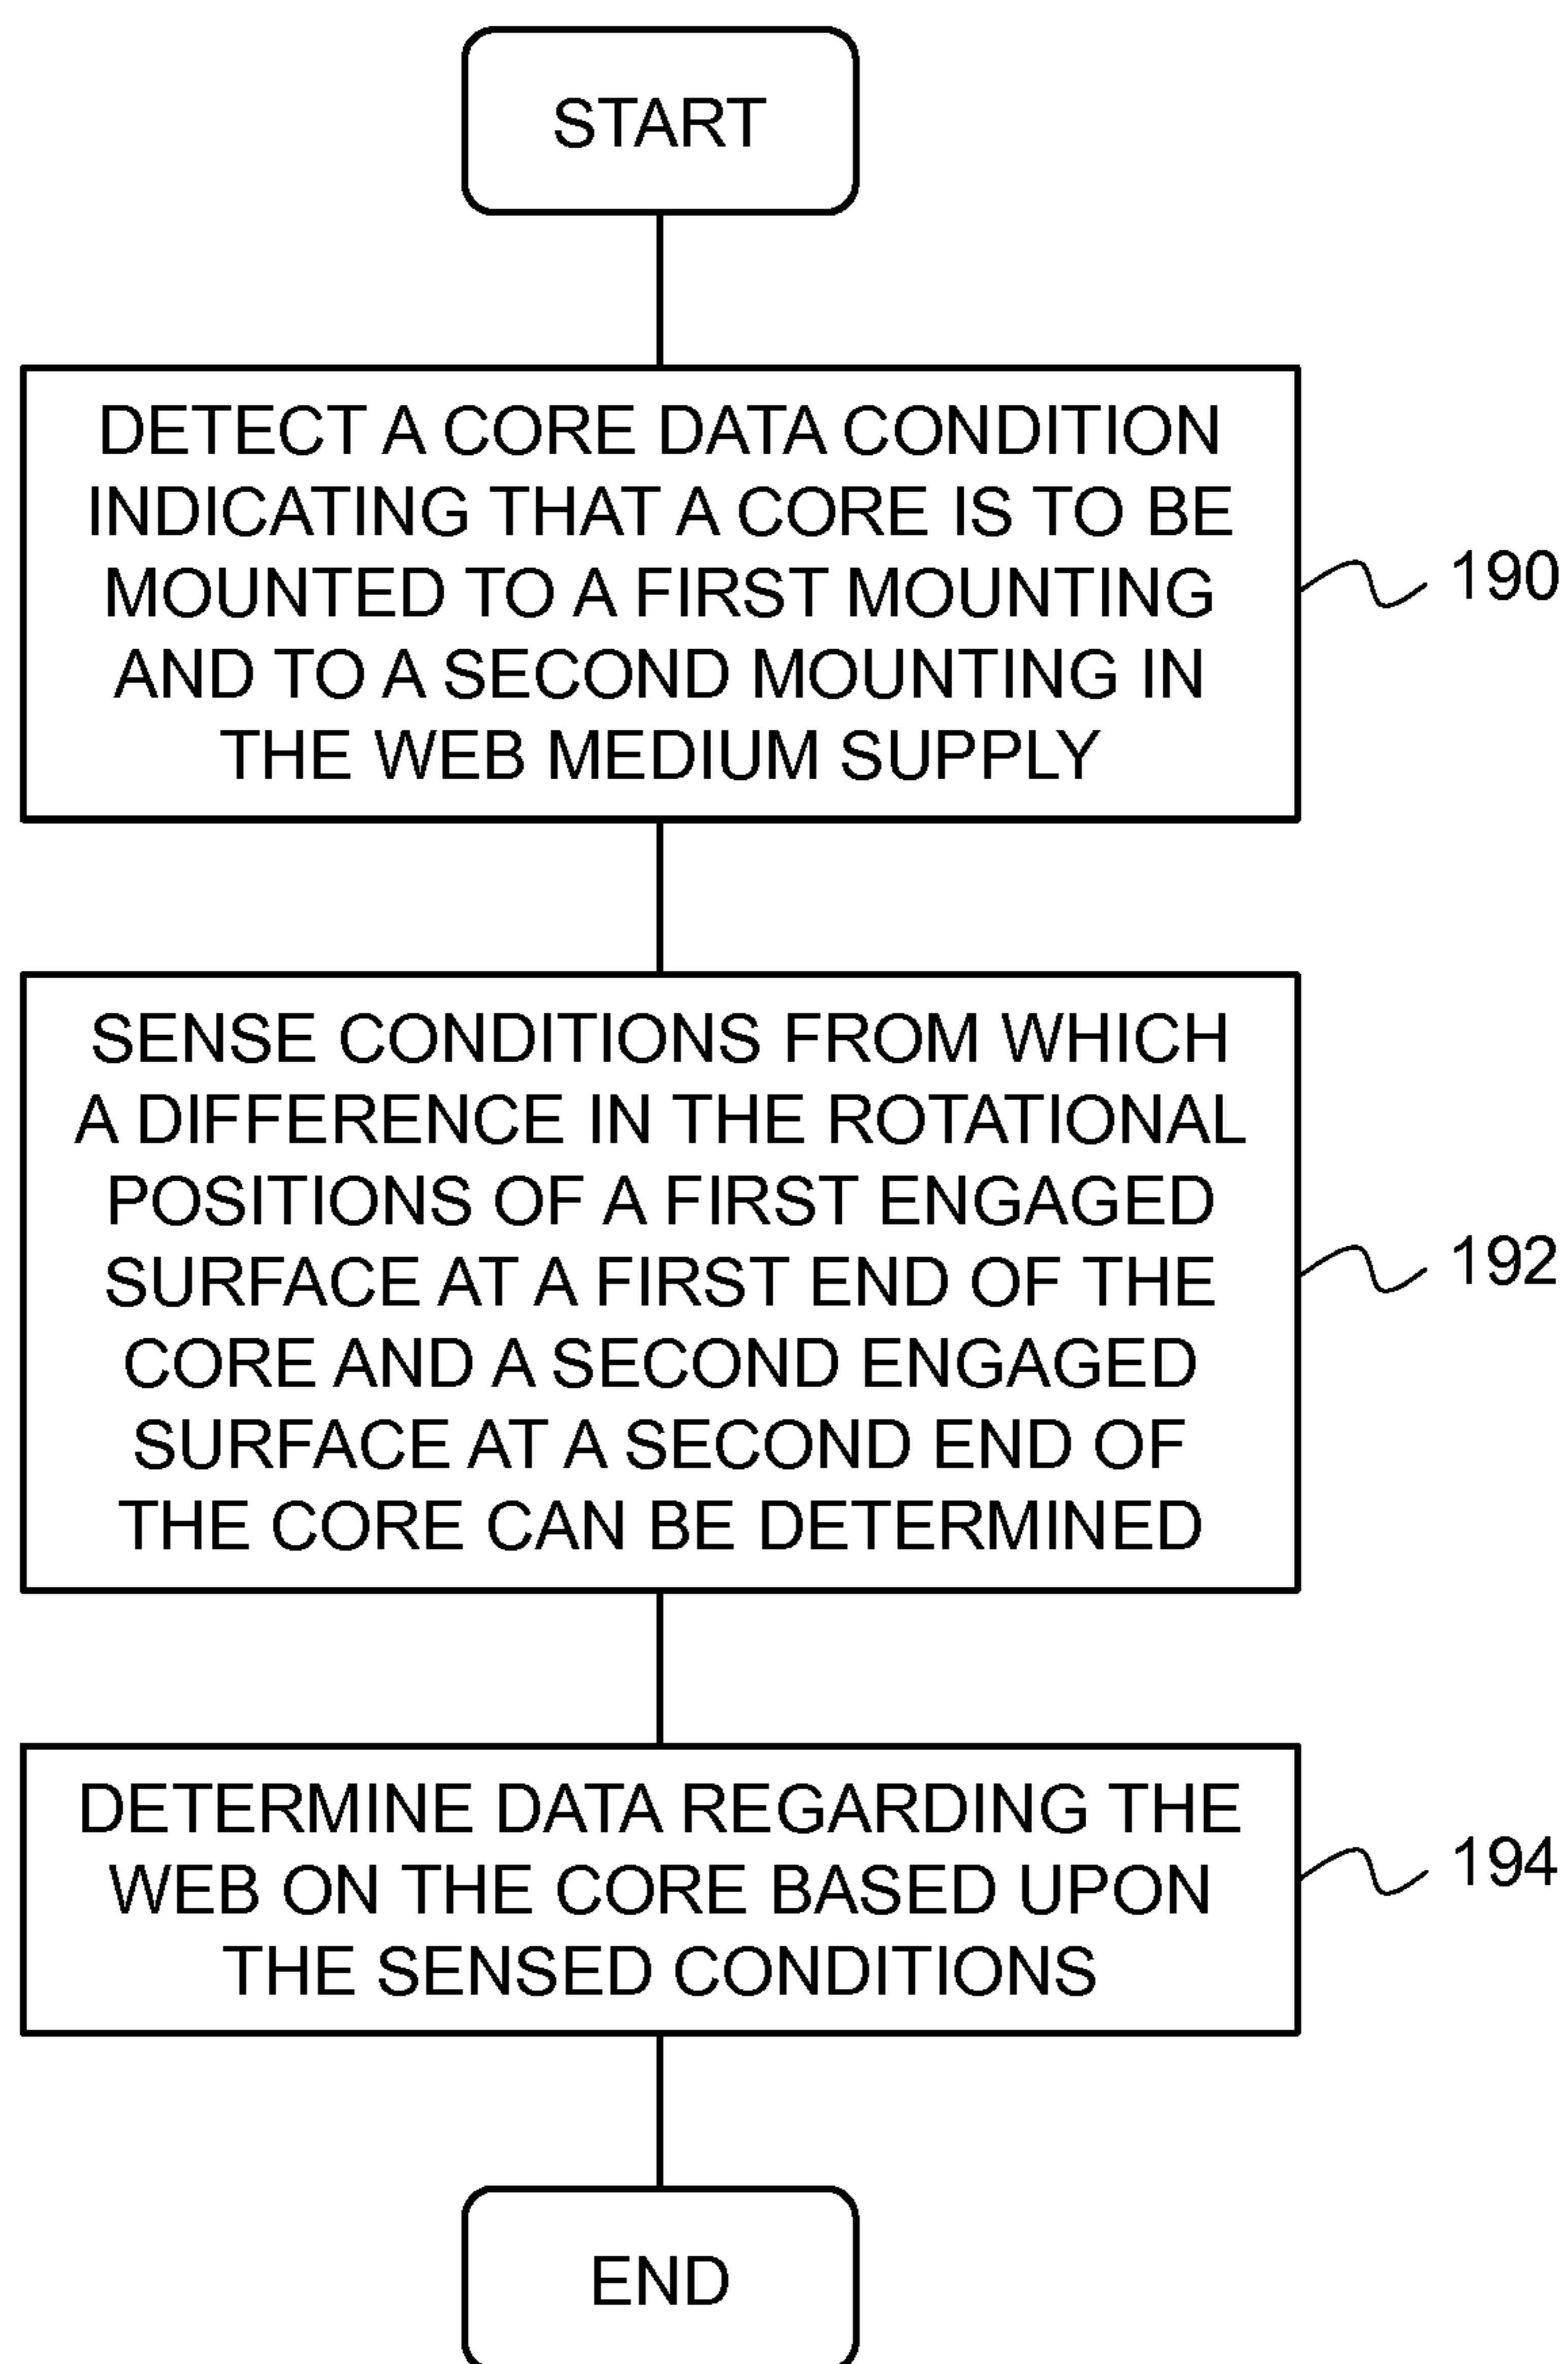 START
DETECT A CORE DATA CONDITION
INDICATING THAT A CORE IS TO BE
MOUNTED TO A FIRST MOUNTING
AND TO A SECOND MOUNTING IN
THE WEB MEDIUM SUPPLY
190
SENSE CONDITIONS FROM WHICH
A DIFFERENCE IN THE ROTATIONAL
POSITIONS OF A FIRST ENGAGED
SURFACE AT A FIRST END OF THE
CORE AND A SECOND ENGAGED
SURFACE AT A SECOND END OF
THE CORE CAN BE DETERMINED
192
DETERMINE DATA REGARDING THE
WEB ON THE CORE BASED UPON
THE SENSED CONDITIONS
194
END